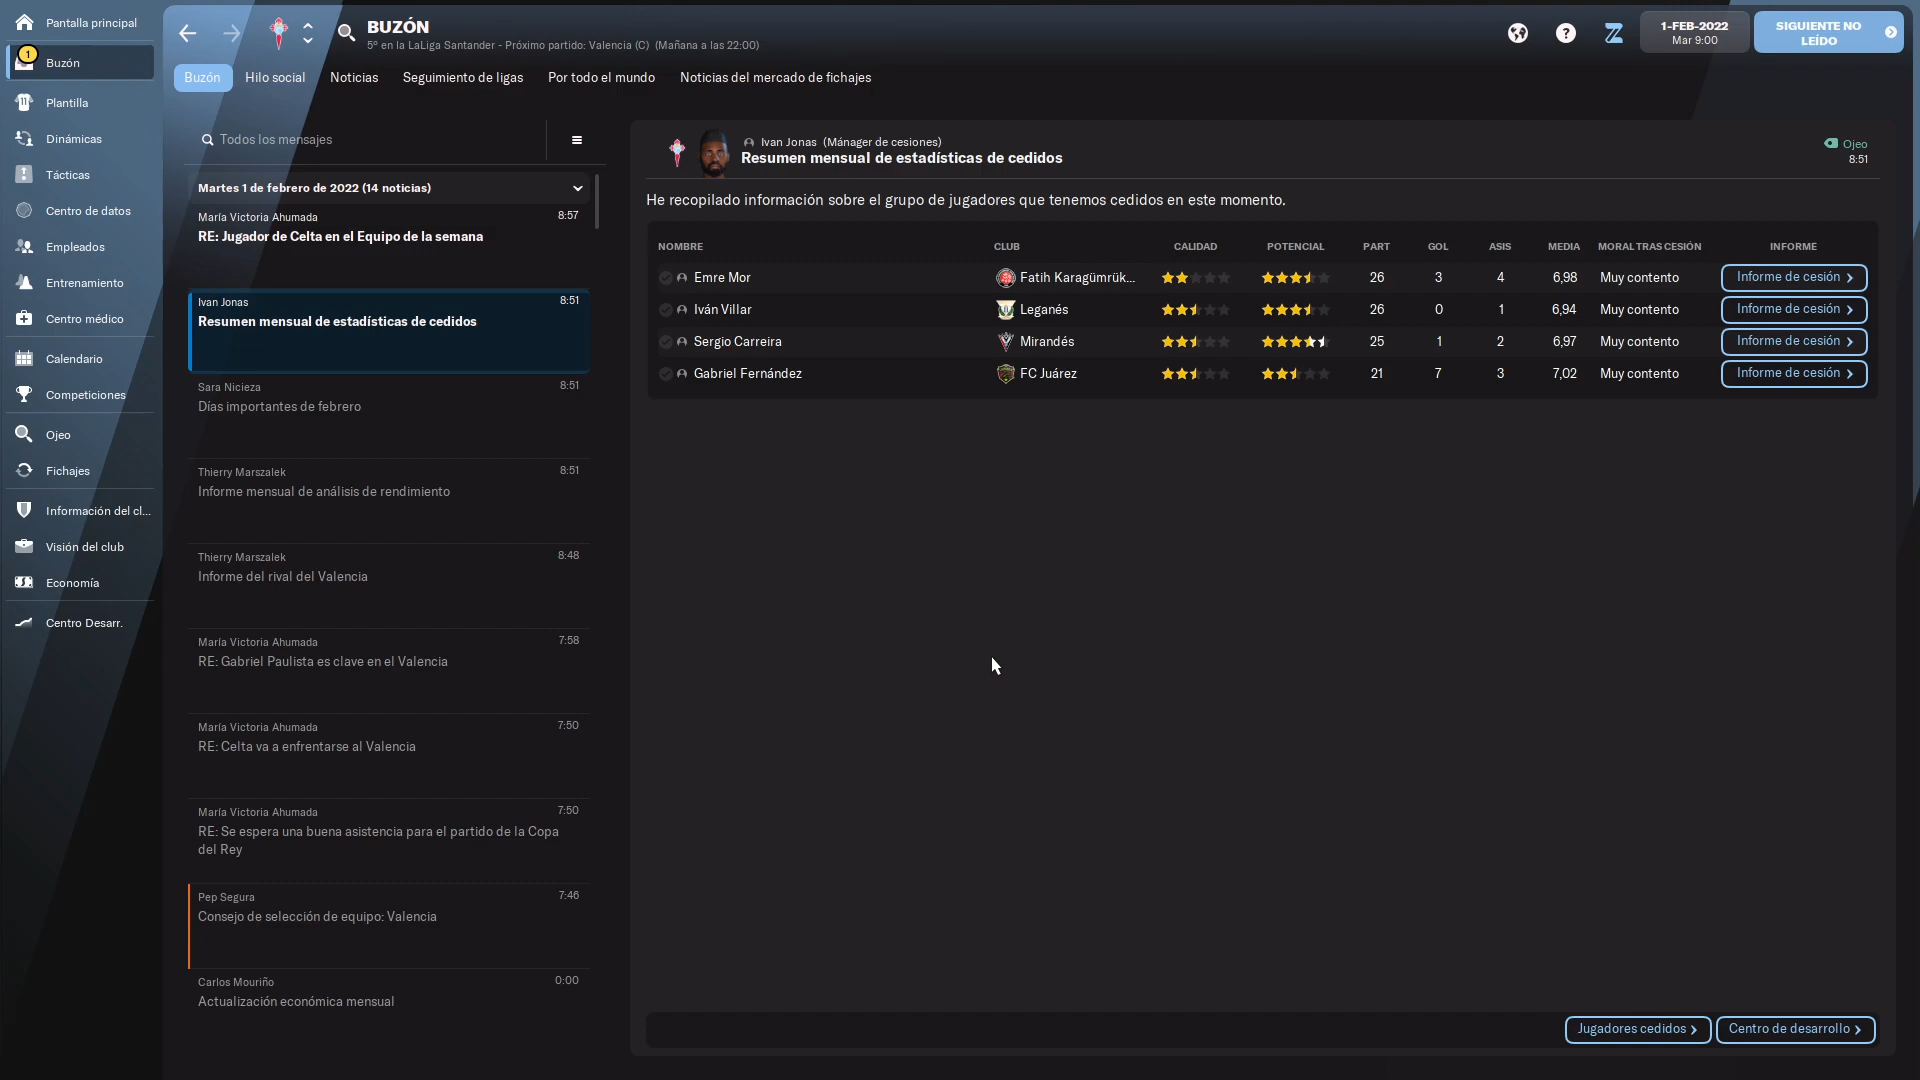 Pantalla principal
1
Buzón
Plantilla
Dinámicas
Tácticas
Centro de datos
Empleados
Entrenamiento
Centro médico
Calendario
Competiciones
Ojeo
Fichajes
Información del cl...
Visión del club
Economía
Centro Desarr.
BUZÓN
5º en la LaLiga Santander - Próximo partido: Valencia (C) (Mañana a las 22:00)
1-FEB-2022
Mar 9:00
SIGUIENTE NO
LEÍDO
Buzón Hilo social Noticias Seguimiento de ligas Por todo el mundo Noticias del mercado de fichajes
Todos los mensajes
Martes 1 de febrero de 2022 (14 noticias)
María Victoria Ahumada 8:57
RE: Jugador de Celta en el Equipo de la semana
Ivan Jonas 8:51
Resumen mensual de estadísticas de cedidos
Sara Nicieza 8:51
Días importantes de febrero
Thierry Marszalek 8:51
Informe mensual de análisis de rendimiento
Thierry Marszalek 8:48
Informe del rival del Valencia
María Victoria Ahumada 7:58
RE: Gabriel Paulista es clave en el Valencia
María Victoria Ahumada 7:50
RE: Celta va a enfrentarse al Valencia
María Victoria Ahumada 7:50
RE: Se espera una buena asistencia para el partido de la Copa
del Rey
Pep Segura 7:46
Consejo de selección de equipo: Valencia
Carlos Mouriño 0:00
Actualización económica mensual
Ivan Jonas (Mánager de cesiones) Ojeo
Resumen mensual de estadísticas de cedidos 8:51
He recopilado información sobre el grupo de jugadores que tenemos cedidos en este momento.
NOMBRE CLUB CALIDAD POTENCIAL PART GOL ASIS MEDIA MORAL TRAS CESIÓN INFORME
Emre Mor Fatih Karagümrük... 26 3 4 6,98 Muy contento Informe de cesión
Iván Villar Leganés 26 0 1 6,94 Muy contento Informe de cesión
Sergio Carreira Mirandés 25 1 2 6,97 Muy contento Informe de cesión
Gabriel Fernández FC Juárez 21 7 3 7,02 Muy contento Informe de cesión
Jugadores cedidos Centro de desarrollo